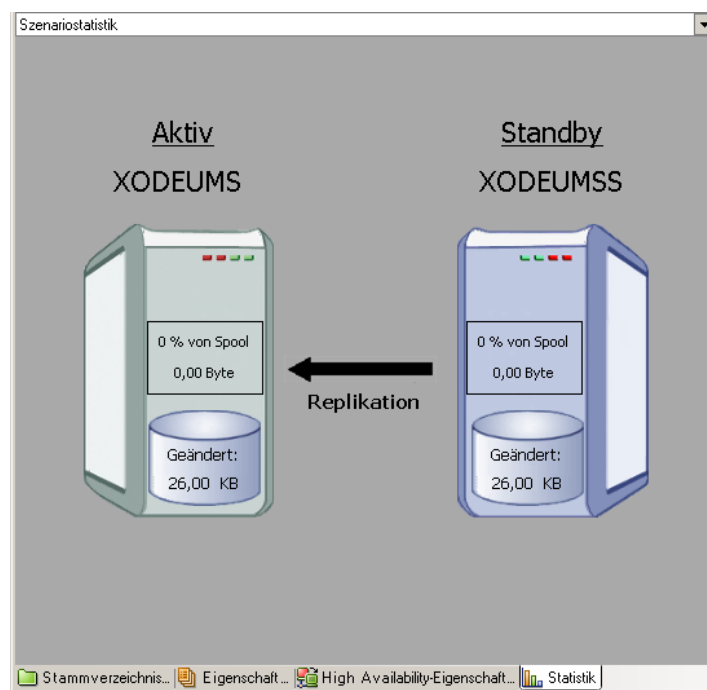 Szenariostatistik
Aktiv
Standby
XODEUMS
XODEUMSS
0 % von Spool
0,00 Byte
0 % von Spool
0,00 Byte
Replikation
Geändert:
26,00 KB
Geändert:
26,00 KB
Stammverzeichnis... Eigenschaft... High Availability-Eigenschaft... Statistik